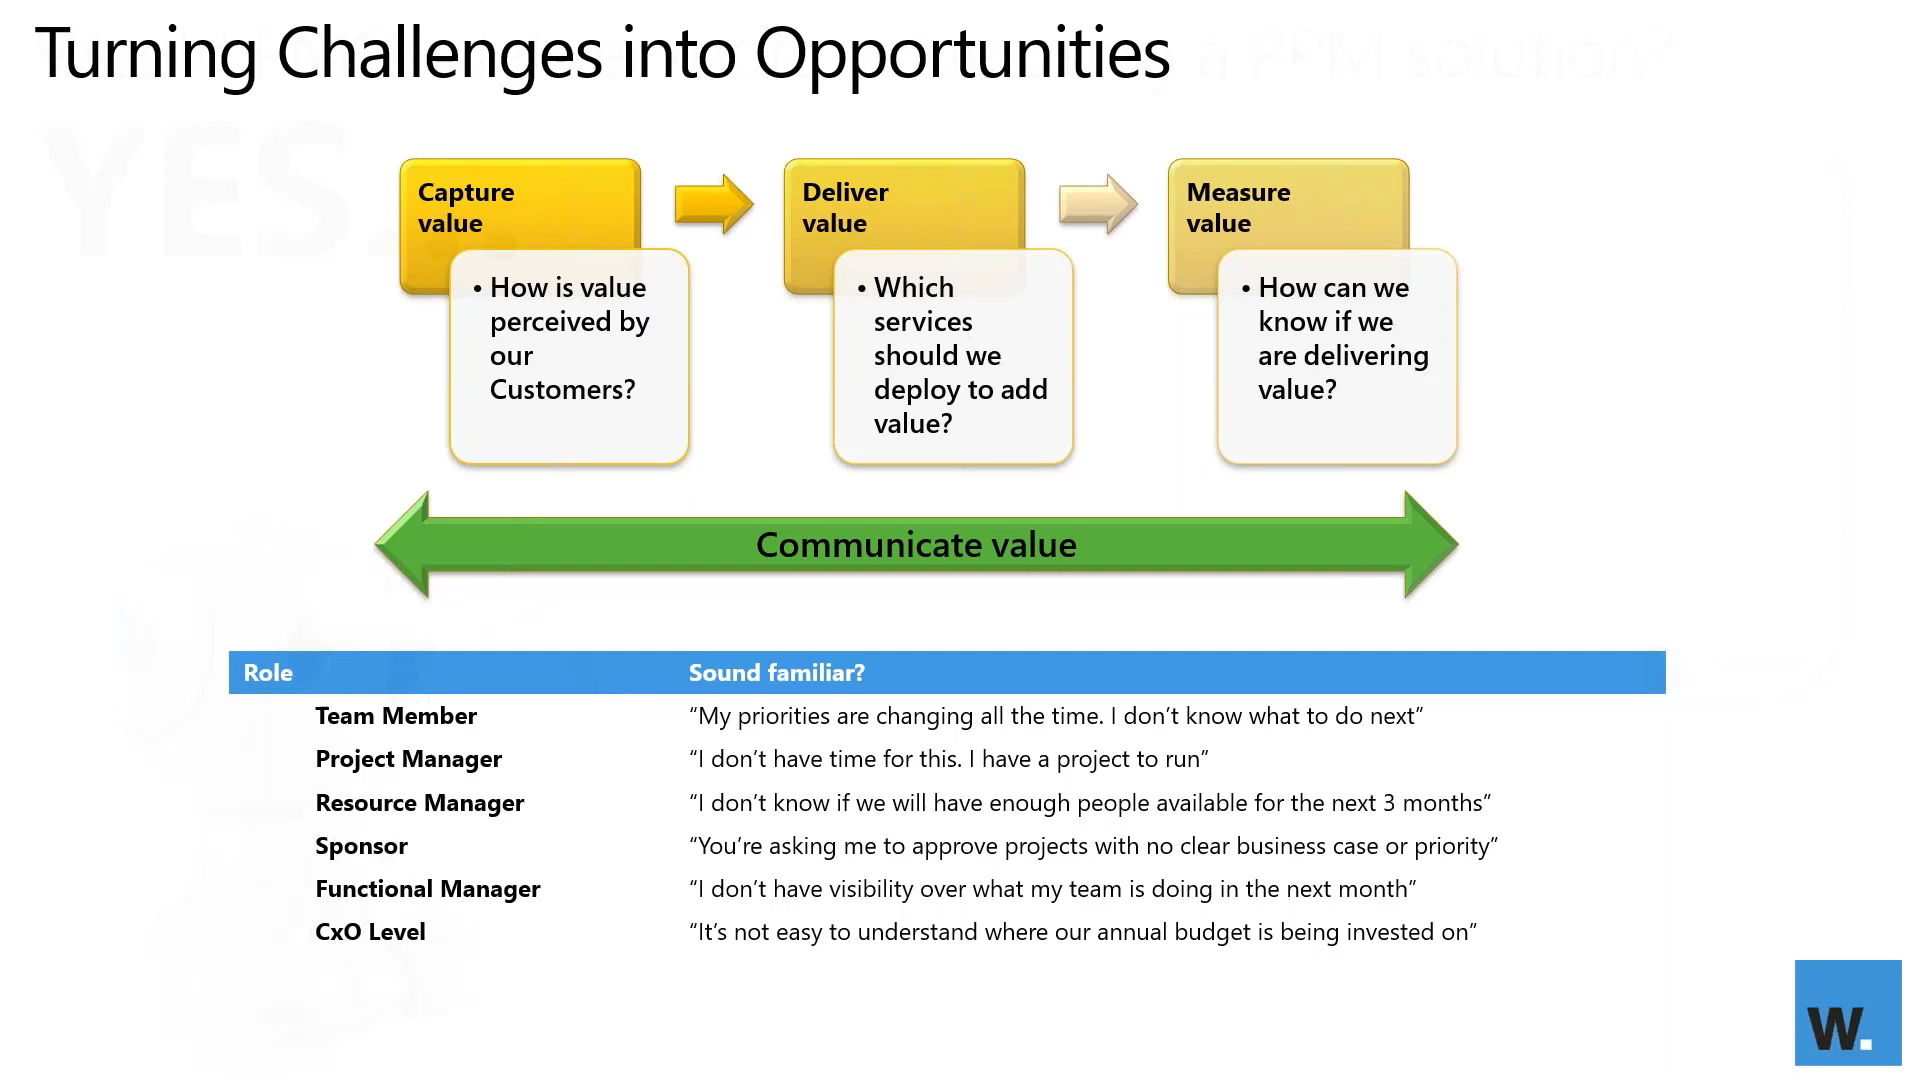 Turning Challenges into Opportunities
a PPM solution?
YES...
Capture
value
• How is value
perceived by
our
Customers?
Deliver
value
• Which
services
should we
deploy to add
value?
Measure
value
• How can we
know if we
are delivering
value?
Communicate value
Role Sound familiar?
Team Member “My priorities are changing all the time. I don’t know what to do next”
Project Manager “I don’t have time for this. I have a project to run”
Resource Manager “I don’t know if we will have enough people available for the next 3 months”
Sponsor “You’re asking me to approve projects with no clear business case or priority”
Functional Manager “I don’t have visibility over what my team is doing in the next month”
CxO Level “It’s not easy to understand where our annual budget is being invested on”
W.